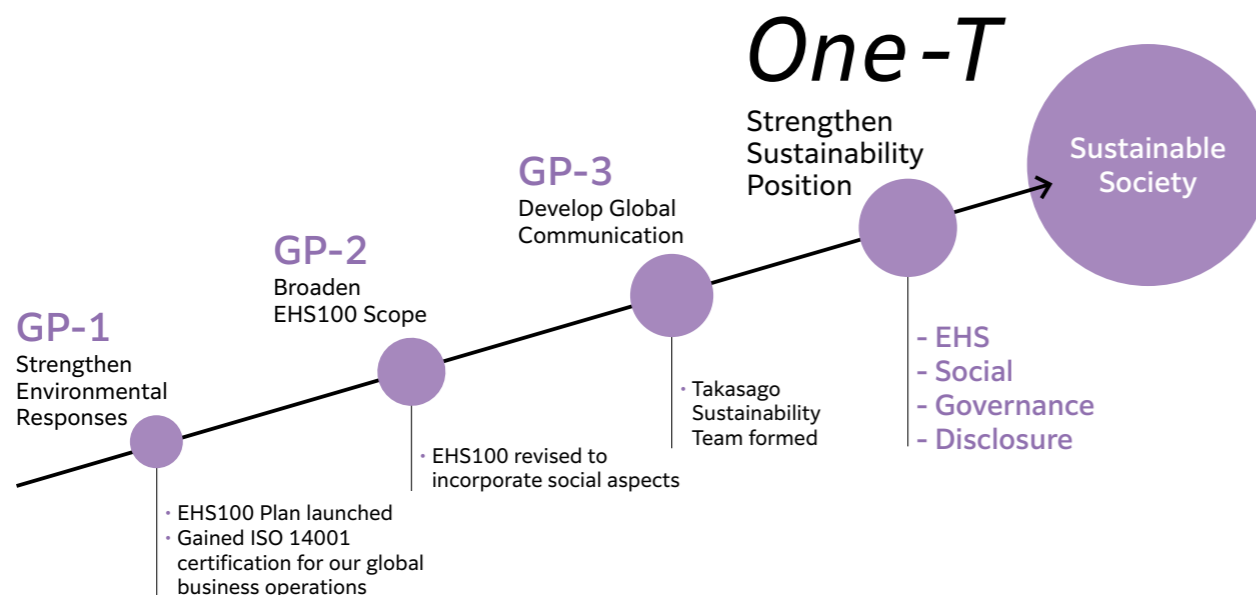 One-T
Strengthen
Sustainability
Position
Sustainable
Society
GP-3
Develop Global
Communication
GP-2
Broaden
EHS100 Scope
GP-1
Strengthen
Environmental
Responses
- EHS
- Social
- Governance
- Disclosure
・Takasago
Sustainability
Team formed
・EHS100 revised to
incorporate social aspects
・EHS100 Plan launched
・Gained ISO 14001
certification for our global
business operations